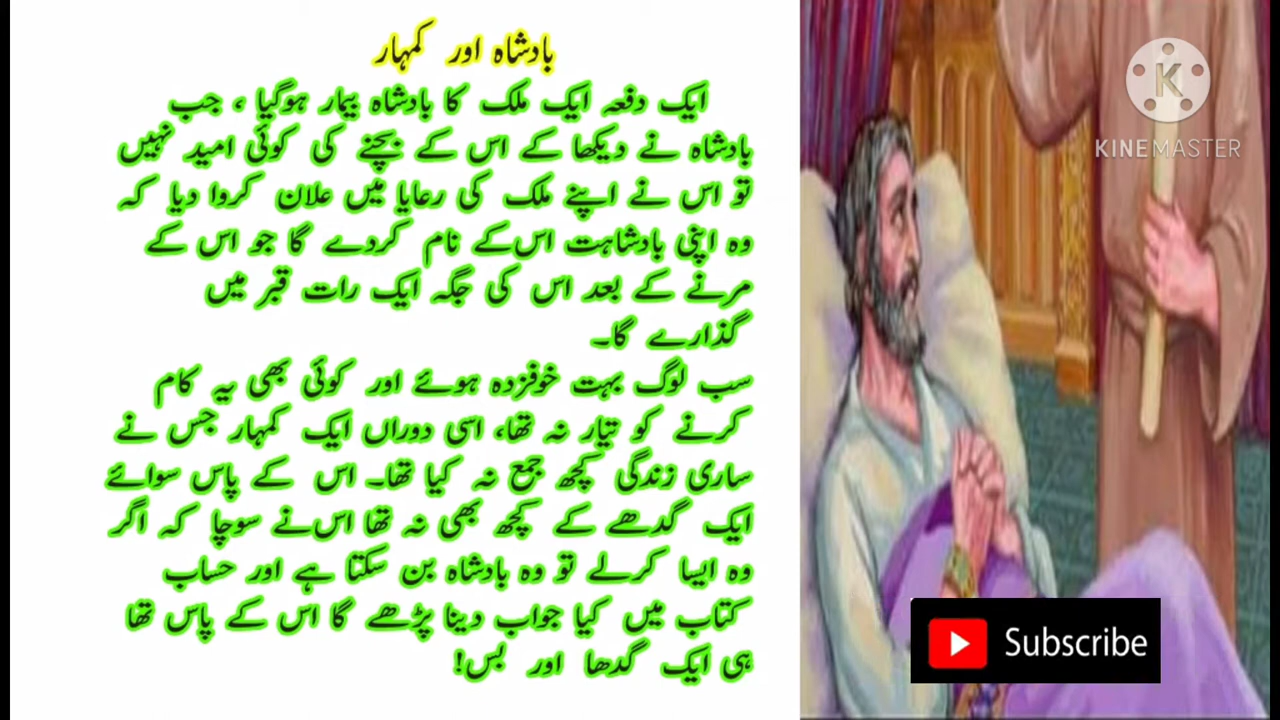 بادشاہ اور کمہار
ایک دفعہ ایک ملک کا بادشاہ بیمار ہوگیا ، جب
بادشاہ نے دیکھا کے اس کے بچنے کی کوئی امید نہیں
تو اس نے اپنے ملک کی رعایا میں علان کروا دیا کہ
وہ اپنی بادشاہت اس‌کے نام کردے گا جو اس کے
مرنے کے بعد اس کی جگہ ایک رات قبر میں
گذارے گا۔
سب لوگ بہت خوفزدہ ہوئے اور کوئی بھی یہ کام
کرنے کو تیار نہ تھا، اسی دوراں ایک کمہار جس نے
ساری زندگی کچھ جمع نہ کیا تھا۔ اس کے پاس سوائے
ایک گدھے کے کچھ بھی نہ تھا اس‌نے سوچا کہ اگر
وہ ایسا کرلے تو وہ بادشاہ بن سکتا ہے اور حساب
کتاب میں کیا جواب دینا پڑھے گا اس کے پاس تھا
ہی ایک گدھا اور بس!
K
KINEMASTER
Subscribe